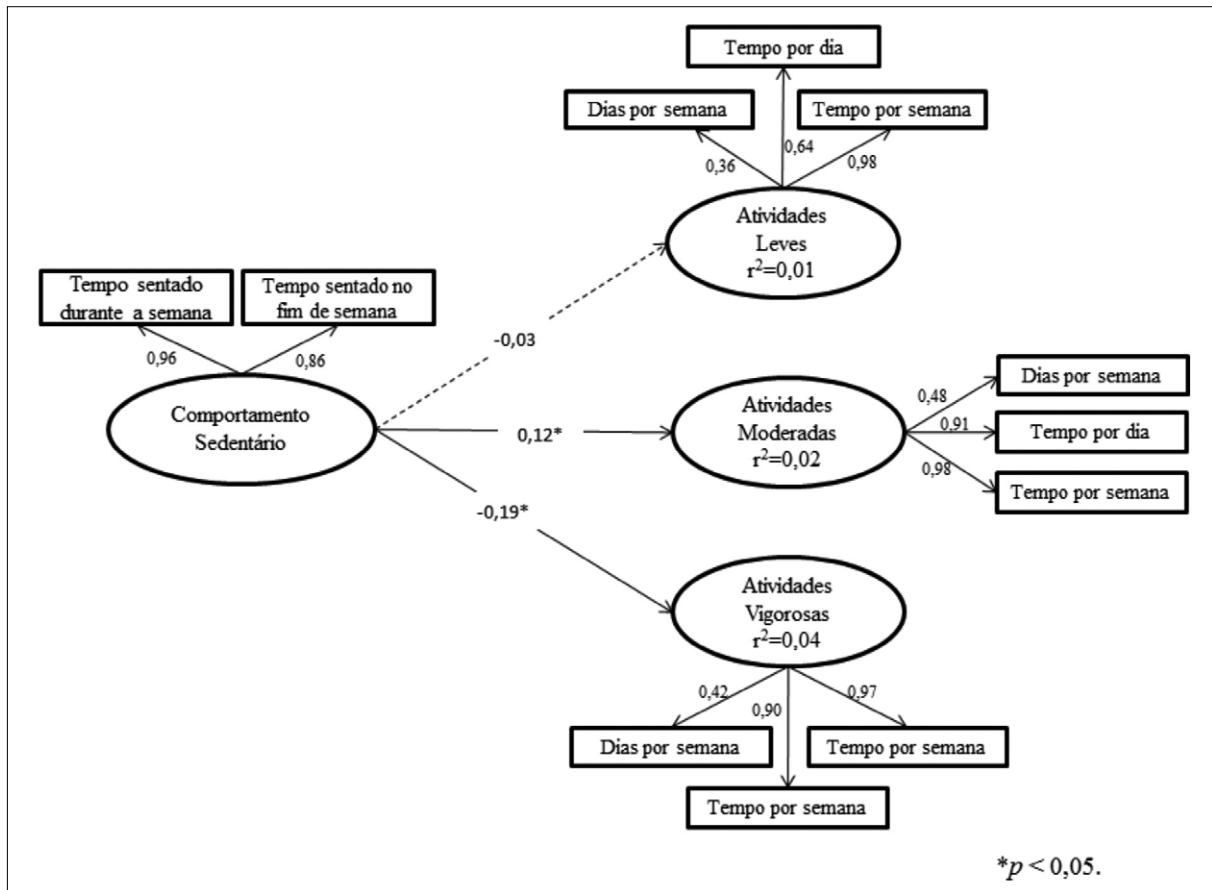 Tempo por dia
Dias por semana
Tempo por semana
0,36
0,64
0,98
Atividades
Leves
r²=0,01
Tempo sentado
durante a semana
Tempo sentado no
fim de semana
0,96
0,86
Comportamento
Sedentário
-0,03
0,12*
-0,19*
Atividades
Moderadas
r²=0,02
0,48
0,91
0,98
Dias por semana
Tempo por dia
Tempo por semana
Atividades
Vigorosas
r²=0,04
0,42
0,90
0,97
Dias por semana
Tempo por semana
Tempo por semana
*p < 0,05.